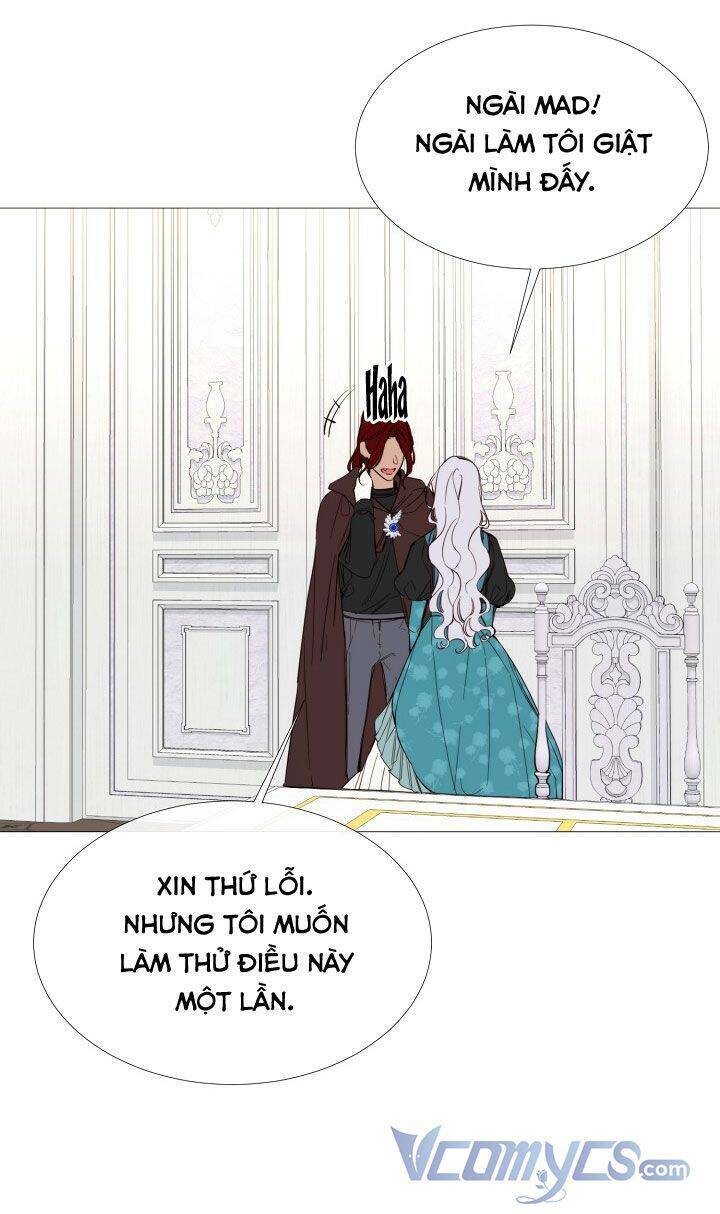 NGÀI MAD!
NGÀI LÀM TÔI GIẬT
MÌNH ĐẤY.
Haha
XIN THỨ LỖI.
NHƯNG TÔI MUỐN
LÀM THỬ ĐIỀU NÀY
MỘT LẦN.
VCOMYCS.com